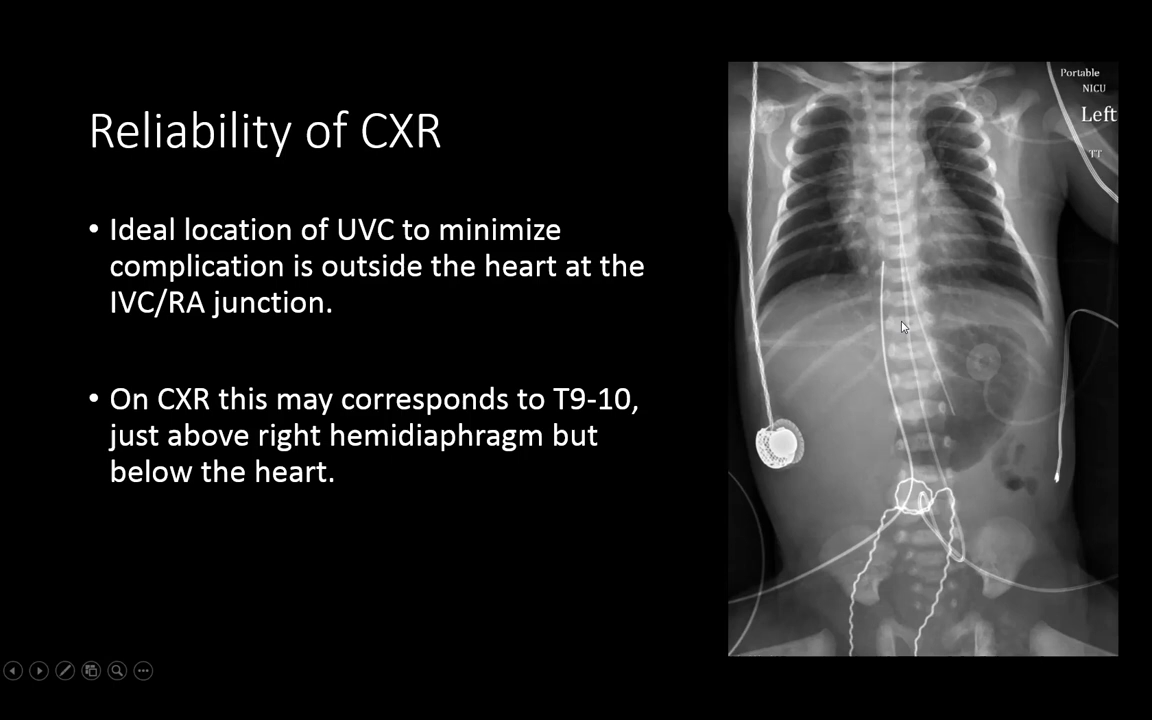 Reliability of CXR
• Ideal location of UVC to minimize
complication is outside the heart at the
IVC/RA junction.
• On CXR this may corresponds to T9-10,
just above right hemidiaphragm but
below the heart.
Portable
NICU
Left
TT